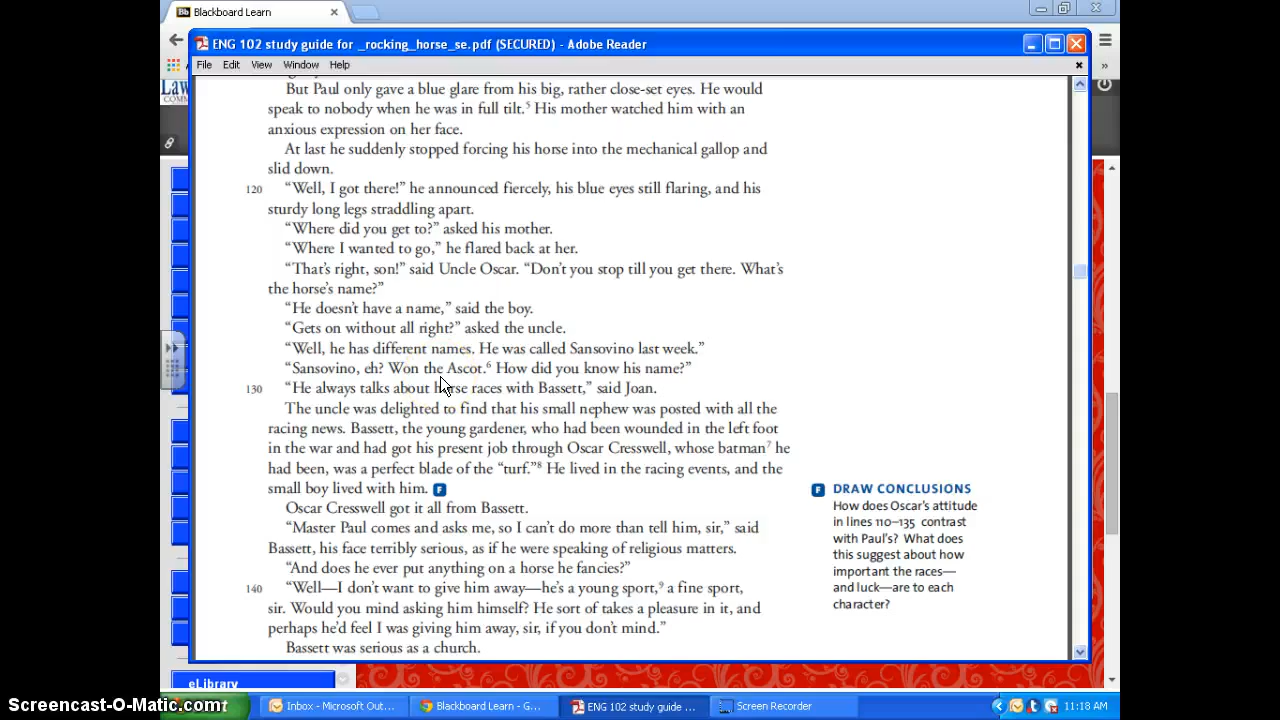 Blackboard Learn
ENG 102 study guide for _rocking_horse_se.pdf (SECURED) - Adobe Reader
File Edit View Window Help
But Paul only gave a blue glare from his big, rather close-set eyes. He would
speak to nobody when he was in full tilt.5 His mother watched him with an
anxious expression on her face.
At last he suddenly stopped forcing his horse into the mechanical gallop and
slid down.
120 “Well, I got there!” he announced fiercely, his blue eyes still flaring, and his
sturdy long legs straddling apart.
“Where did you get to?” asked his mother.
“Where I wanted to go,” he flared back at her.
“That’s right, son!” said Uncle Oscar. “Don’t you stop till you get there. What’s
the horse’s name?”
“He doesn’t have a name,” said the boy.
“Gets on without all right?” asked the uncle.
“Well, he has different names. He was called Sansovino last week.”
“Sansovino, eh? Won the Ascot.6 How did you know his name?”
130 “He always talks about horse races with Bassett,” said Joan.
The uncle was delighted to find that his small nephew was posted with all the
racing news. Bassett, the young gardener, who had been wounded in the left foot
in the war and had got his present job through Oscar Cresswell, whose batman7 he
had been, was a perfect blade of the “turf.”8 He lived in the racing events, and the
small boy lived with him. F
Oscar Cresswell got it all from Bassett.
“Master Paul comes and asks me, so I can’t do more than tell him, sir,” said
Bassett, his face terribly serious, as if he were speaking of religious matters.
“And does he ever put anything on a horse he fancies?”
140 “Well—I don’t want to give him away—he’s a young sport,9 a fine sport,
sir. Would you mind asking him himself? He sort of takes a pleasure in it, and
perhaps he’d feel I was giving him away, sir, if you don’t mind.”
Bassett was serious as a church.
F DRAW CONCLUSIONS
How does Oscar’s attitude
in lines 110–135 contrast
with Paul’s? What does
this suggest about how
important the races—
and luck—are to each
character?
eLibrary
Screencast-O-Matic.com
Inbox - Microsoft Out... Blackboard Learn - G... ENG 102 study guide ... Screen Recorder 11:18 AM